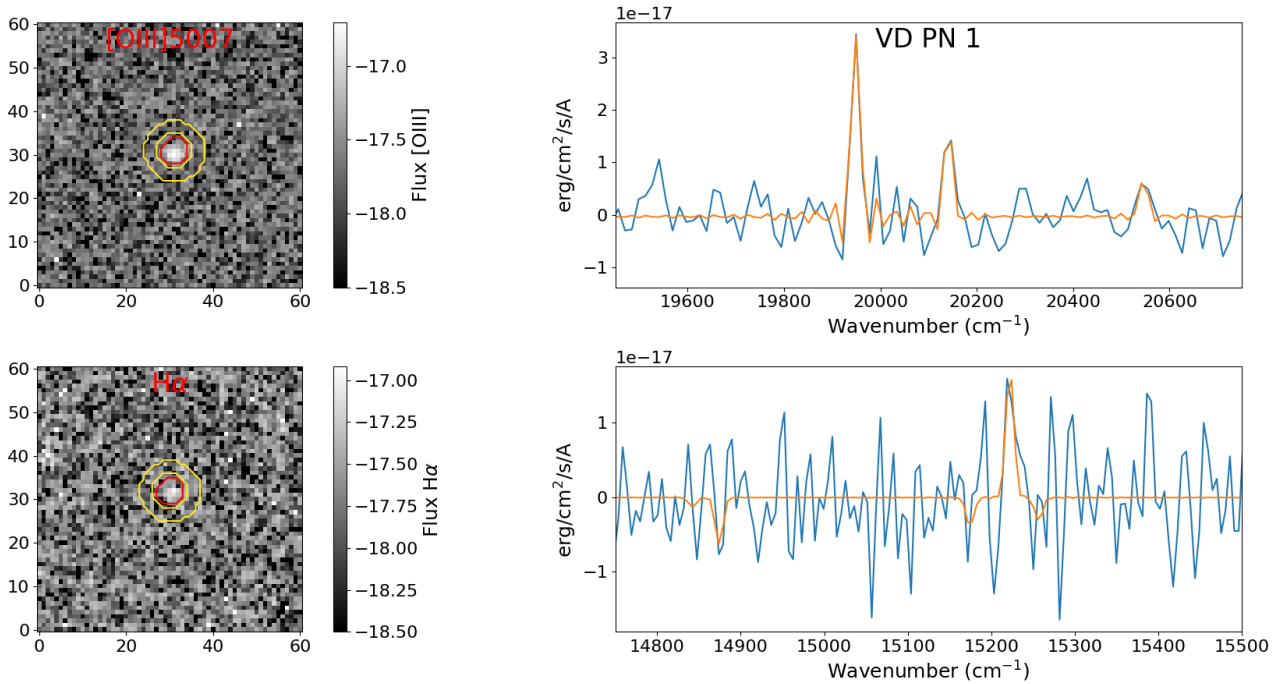 [OIII]5007
60
50
40
30
20
10
0
0 20 40 60
−17.0
−17.5
−18.0
−18.5
Flux [OIII]
1e−17
VD PN 1
3
2
1
0
−1
erg/cm²/s/A
19600 19800 20000 20200 20400 20600
Wavenumber (cm⁻¹)
Hα
60
50
40
30
20
10
0
0 20 40 60
−17.00
−17.25
−17.50
−17.75
−18.00
−18.25
−18.50
Flux Hα
1e−17
1
0
−1
erg/cm²/s/A
14800 14900 15000 15100 15200 15300 15400 15500
Wavenumber (cm⁻¹)